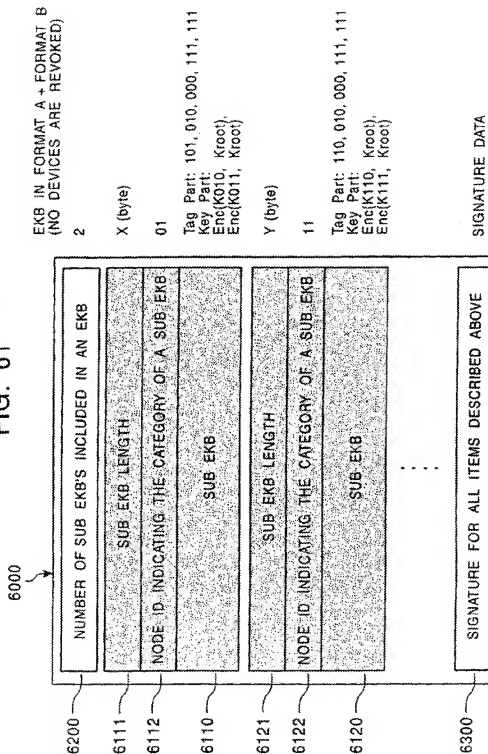 FIG. 61
6000
EKB IN FORMAT A + FORMAT B
(NO DEVICES ARE REVOKED)
6200
NUMBER OF SUB EKB'S INCLUDED IN AN EKB
2
6111
SUB EKB LENGTH
X (byte)
6112
NODE ID INDICATING THE CATEGORY OF A SUB EKB
01
6110
SUB EKB
Tag Part: 101, 010, 000, 111, 111
Key Part:
Enc(K010, Kroot),
Enc(K011, Kroot)
6121
SUB EKB LENGTH
Y (byte)
6122
NODE ID INDICATING THE CATEGORY OF A SUB EKB
11
6120
SUB EKB
Tag Part: 110, 010, 000, 111, 111
Key Part:
Enc(K110, Kroot),
Enc(K111, Kroot)
6300
SIGNATURE FOR ALL ITEMS DESCRIBED ABOVE
SIGNATURE DATA